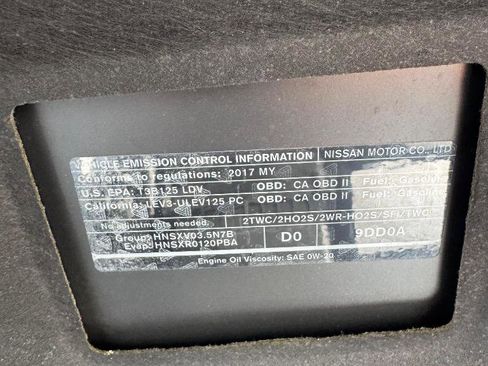 VEHICLE EMISSION CONTROL INFORMATION NISSAN MOTOR CO., LTD
Conforms to regulations: 2017 MY
U.S. EPA: T3B125 LDV OBD: CA OBD II Fuel: Gasoline
California: LEV3-ULEV125 PC OBD: CA OBD II Fuel: Gasoline
No adjustments needed. 2TWC/2HO2S/2WR-HO2S/SFI/TWC
Group: HNSXV03.5N7B
Evap: HNSXR0120PBA
D0 9DD0A
Engine Oil Viscosity: SAE 0W-20